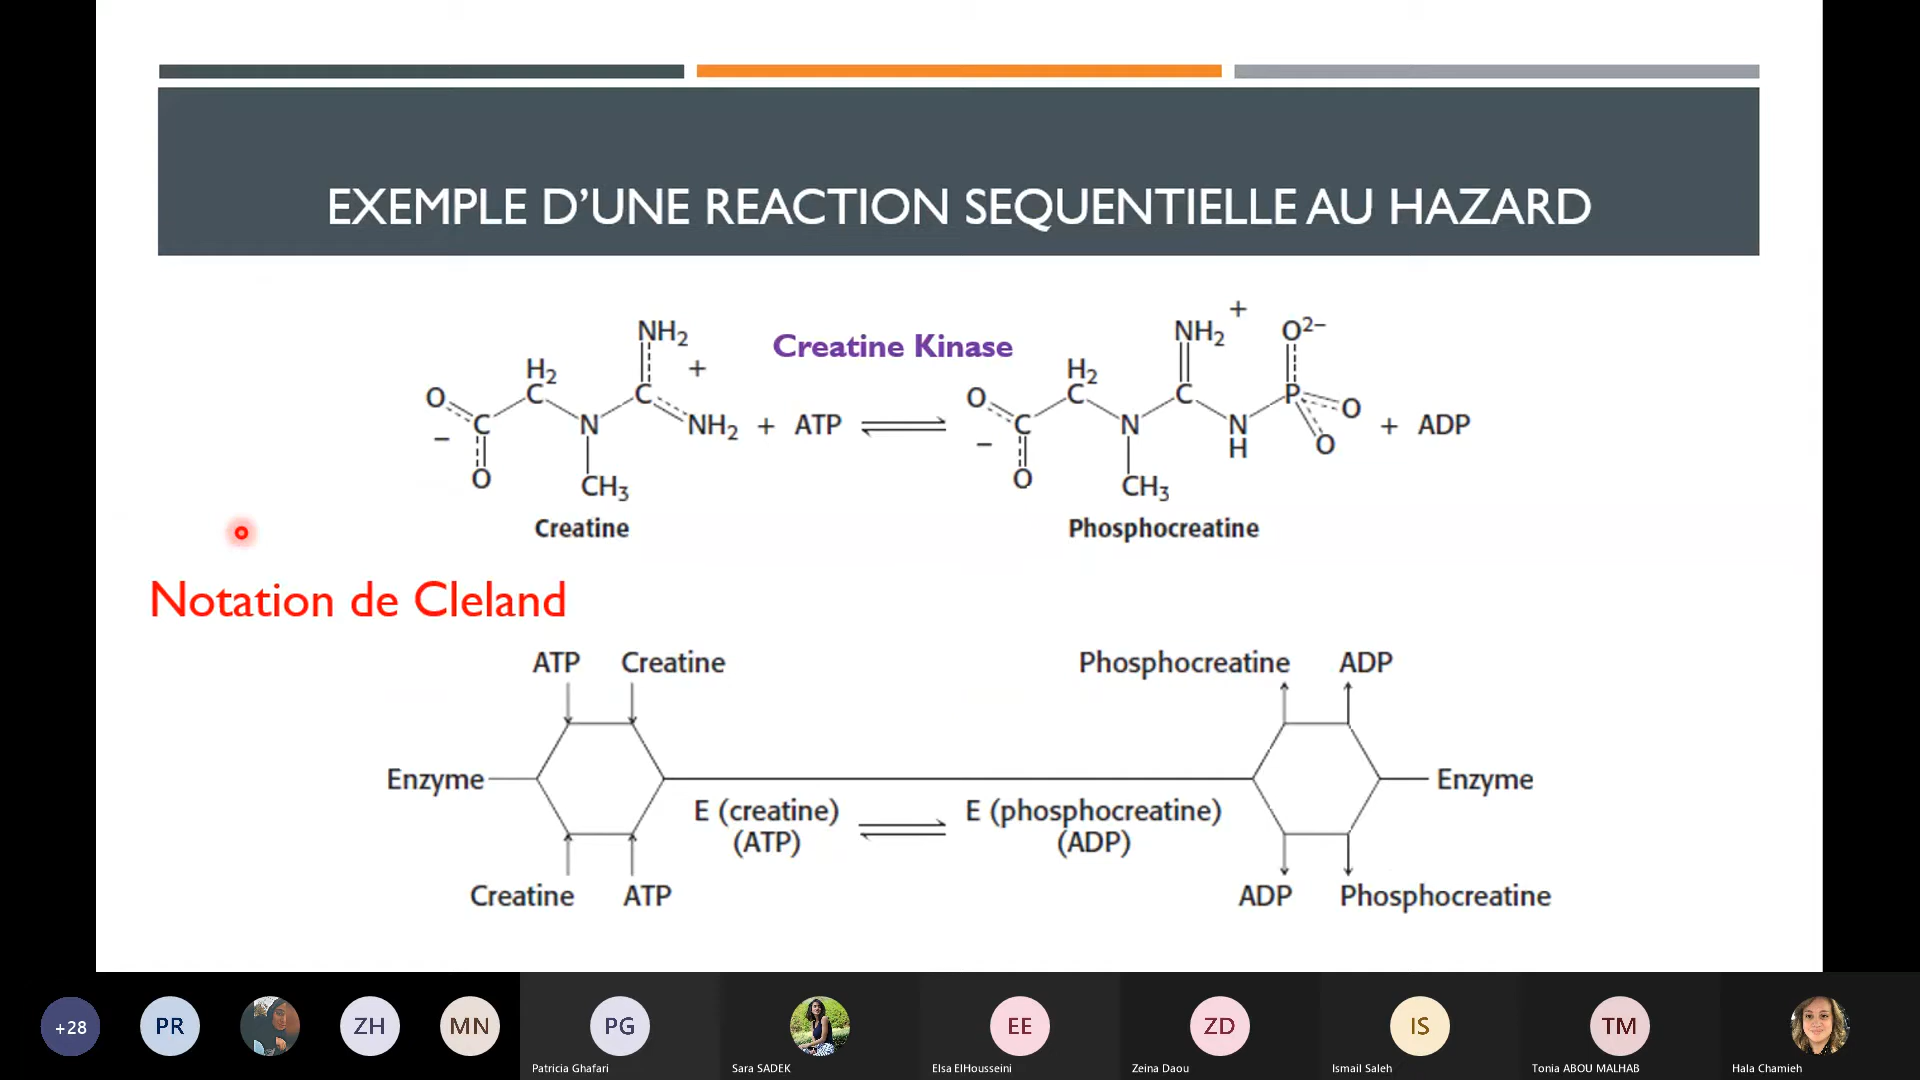 EXEMPLE D’UNE REACTION SEQUENTIELLE AU HAZARD
Creatine Kinase
NH2 +
H2
O C C NH2 + ATP
N
− O CH3
Creatine
NH2 + O2−
H2
O C C P O + ADP
N N O
− H
O CH3
Phosphocreatine
Notation de Cleland
ATP Creatine Phosphocreatine ADP
Enzyme Enzyme
E (creatine) E (phosphocreatine)
(ATP) (ADP)
Creatine ATP ADP Phosphocreatine
+28 PR ZH MN PG EE ZD IS TM
Patricia Ghafari Sara SADEK Elsa ElHousseini Zeina Daou Ismail Saleh Tonia ABOU MALHAB Hala Chamieh